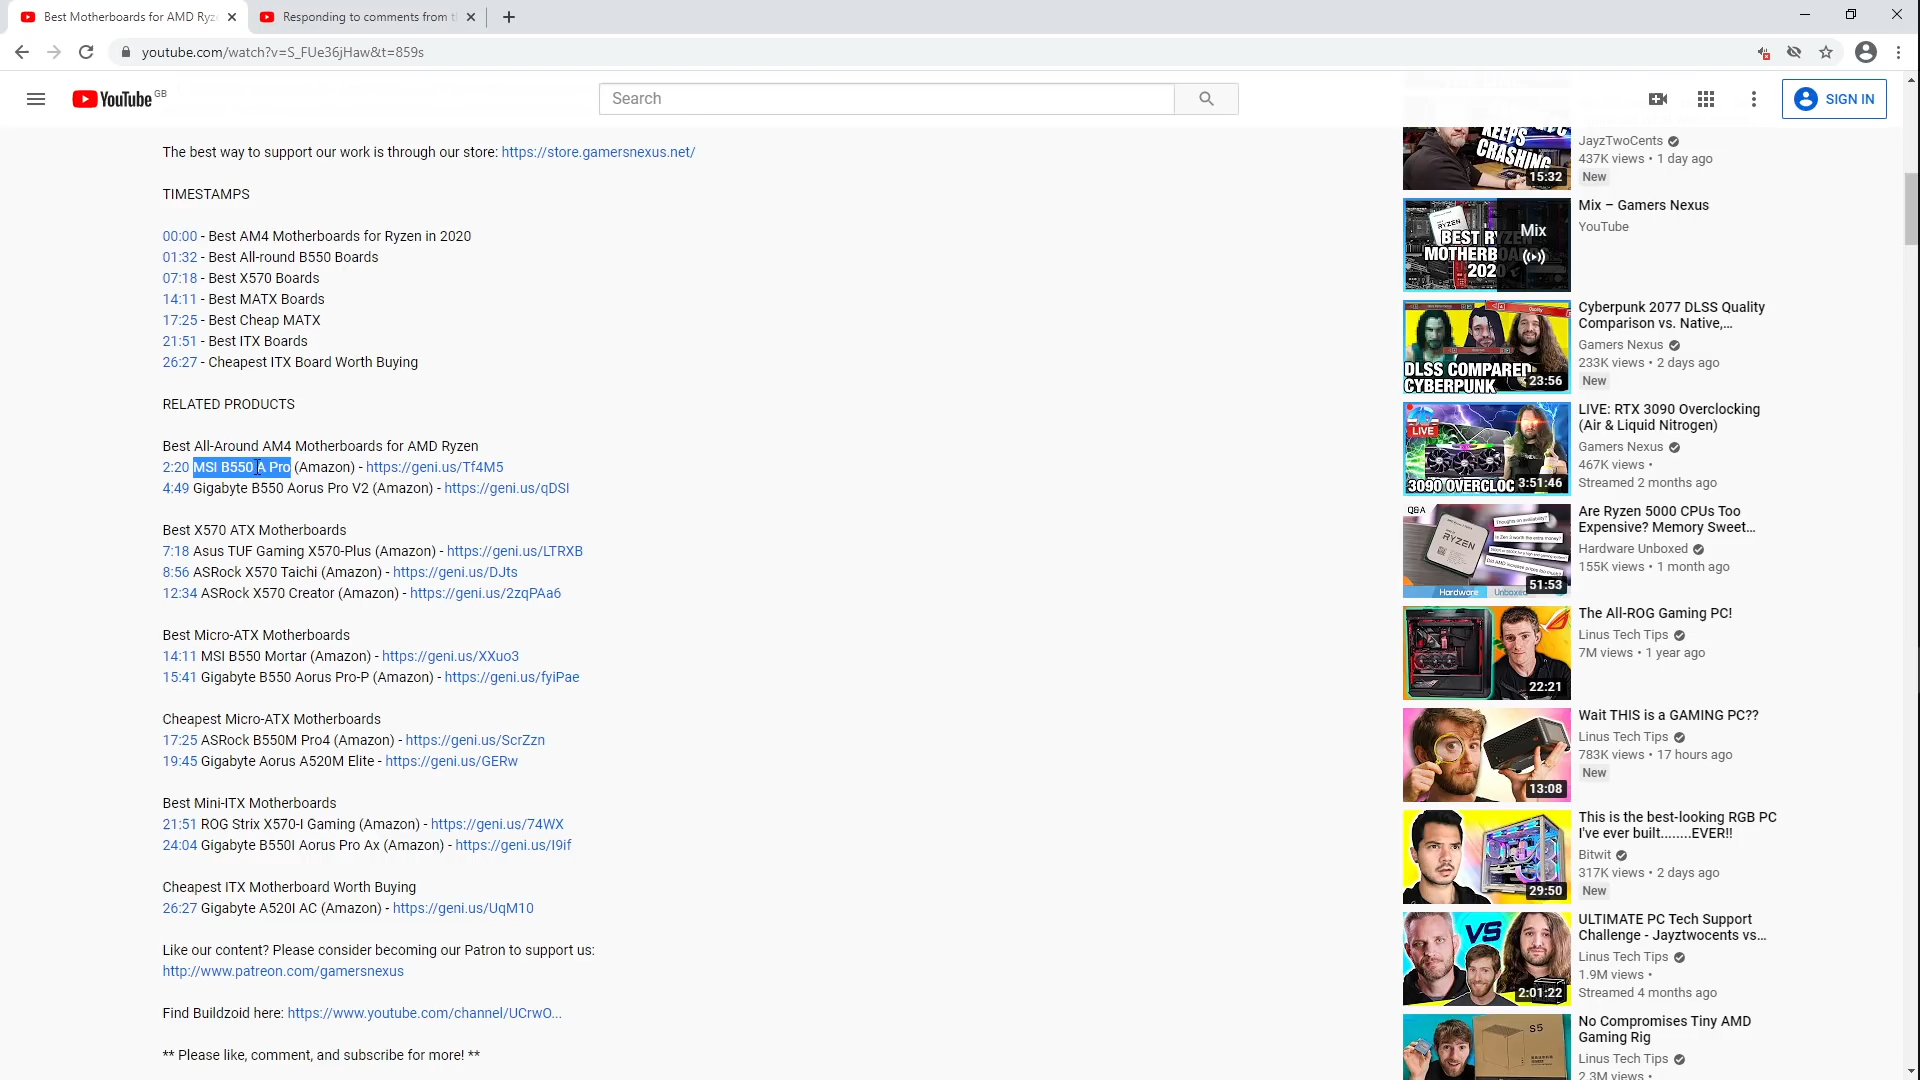 Best Motherboards for AMD Ryz
Responding to comments from t
youtube.com/watch?v=S_FUe36jHaw&t=859s
YouTube GB
Search
SIGN IN
The best way to support our work is through our store: https://store.gamersnexus.net/
TIMESTAMPS
00:00 - Best AM4 Motherboards for Ryzen in 2020
01:32 - Best All-round B550 Boards
07:18 - Best X570 Boards
14:11 - Best MATX Boards
17:25 - Best Cheap MATX
21:51 - Best ITX Boards
26:27 - Cheapest ITX Board Worth Buying
RELATED PRODUCTS
Best All-Around AM4 Motherboards for AMD Ryzen
2:20 MSI B550 A Pro (Amazon) - https://geni.us/Tf4M5
4:49 Gigabyte B550 Aorus Pro V2 (Amazon) - https://geni.us/qDSI
Best X570 ATX Motherboards
7:18 Asus TUF Gaming X570-Plus (Amazon) - https://geni.us/LTRXB
8:56 ASRock X570 Taichi (Amazon) - https://geni.us/DJts
12:34 ASRock X570 Creator (Amazon) - https://geni.us/2zqPAa6
Best Micro-ATX Motherboards
14:11 MSI B550 Mortar (Amazon) - https://geni.us/XXuo3
15:41 Gigabyte B550 Aorus Pro-P (Amazon) - https://geni.us/fyiPae
Cheapest Micro-ATX Motherboards
17:25 ASRock B550M Pro4 (Amazon) - https://geni.us/ScrZzn
19:45 Gigabyte Aorus A520M Elite - https://geni.us/GERw
Best Mini-ITX Motherboards
21:51 ROG Strix X570-I Gaming (Amazon) - https://geni.us/74WX
24:04 Gigabyte B550I Aorus Pro Ax (Amazon) - https://geni.us/I9if
Cheapest ITX Motherboard Worth Buying
26:27 Gigabyte A520I AC (Amazon) - https://geni.us/UqM10
Like our content? Please consider becoming our Patron to support us:
http://www.patreon.com/gamersnexus
Find Buildzoid here: https://www.youtube.com/channel/UCrwO...
** Please like, comment, and subscribe for more! **
KEEPS
CRASHING
15:32
JayzTwoCents
437K views • 1 day ago
New
BEST RYZEN
MOTHERBOARDS
2020
Mix
Mix – Gamers Nexus
YouTube
DLSS COMPARED
CYBERPUNK
23:56
Cyberpunk 2077 DLSS Quality
Comparison vs. Native,...
Gamers Nexus
233K views • 2 days ago
New
LIVE
3090 OVERCLOC
3:51:46
LIVE: RTX 3090 Overclocking
(Air & Liquid Nitrogen)
Gamers Nexus
467K views •
Streamed 2 months ago
Q&A
RYZEN
Hardware Unboxed
51:53
Are Ryzen 5000 CPUs Too
Expensive? Memory Sweet...
Hardware Unboxed
155K views • 1 month ago
22:21
The All-ROG Gaming PC!
Linus Tech Tips
7M views • 1 year ago
13:08
Wait THIS is a GAMING PC??
Linus Tech Tips
783K views • 17 hours ago
New
29:50
This is the best-looking RGB PC
I've ever built........EVER!!
Bitwit
317K views • 2 days ago
New
VS
2:01:22
ULTIMATE PC Tech Support
Challenge - Jayztwocents vs...
Linus Tech Tips
1.9M views •
Streamed 4 months ago
S5
No Compromises Tiny AMD
Gaming Rig
Linus Tech Tips
2.3M views •